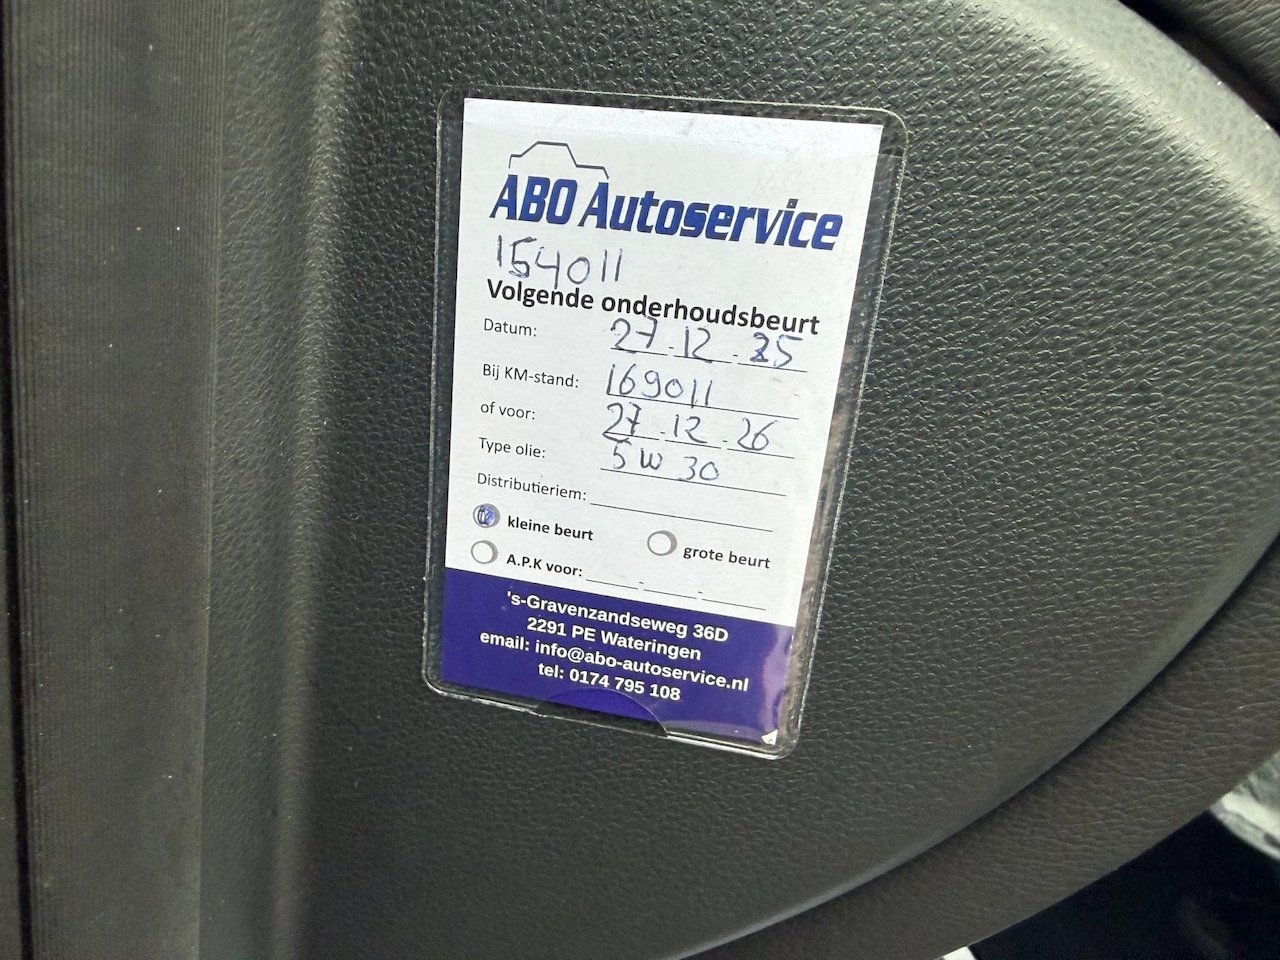 ABO Autoservice
154011
Volgende onderhoudsbeurt
Datum: 27-12-25
Bij KM-stand: 169011
of voor: 27-12-26
Type olie: 5W30
Distributieriem:
kleine beurt grote beurt
A.P.K voor: - -
's-Gravenzandseweg 36D
2291 PE Wateringen
email: info@abo-autoservice.nl
tel: 0174 795 108